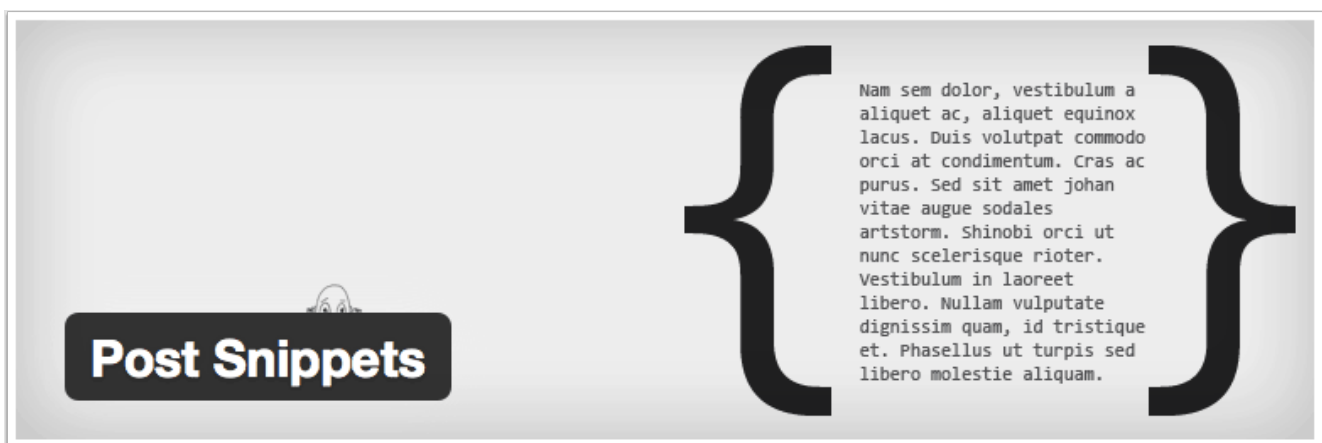 Post Snippets
{
Nam sem dolor, vestibulum a
aliquet ac, aliquet equinox
lacus. Duis volutpat commodo
orci at condimentum. Cras ac
purus. Sed sit amet johan
vitae augue sodales
artstorm. Shinobi orci ut
nunc scelerisque rioter.
Vestibulum in laoreet
libero. Nullam vulputate
dignissim quam, id tristique
et. Phasellus ut turpis sed
libero molestie aliquam.
}